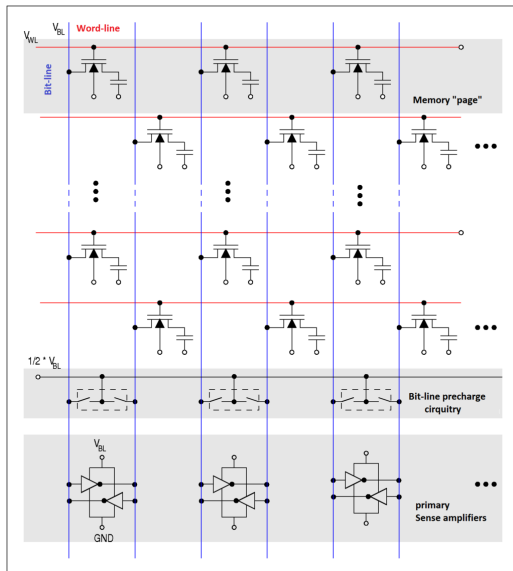 V_BL
Word-line
V_WL
Bit-line
Memory "page"
1/2 * V_BL
Bit-line precharge
cirquitry
V_BL
primary
Sense amplifiers
GND